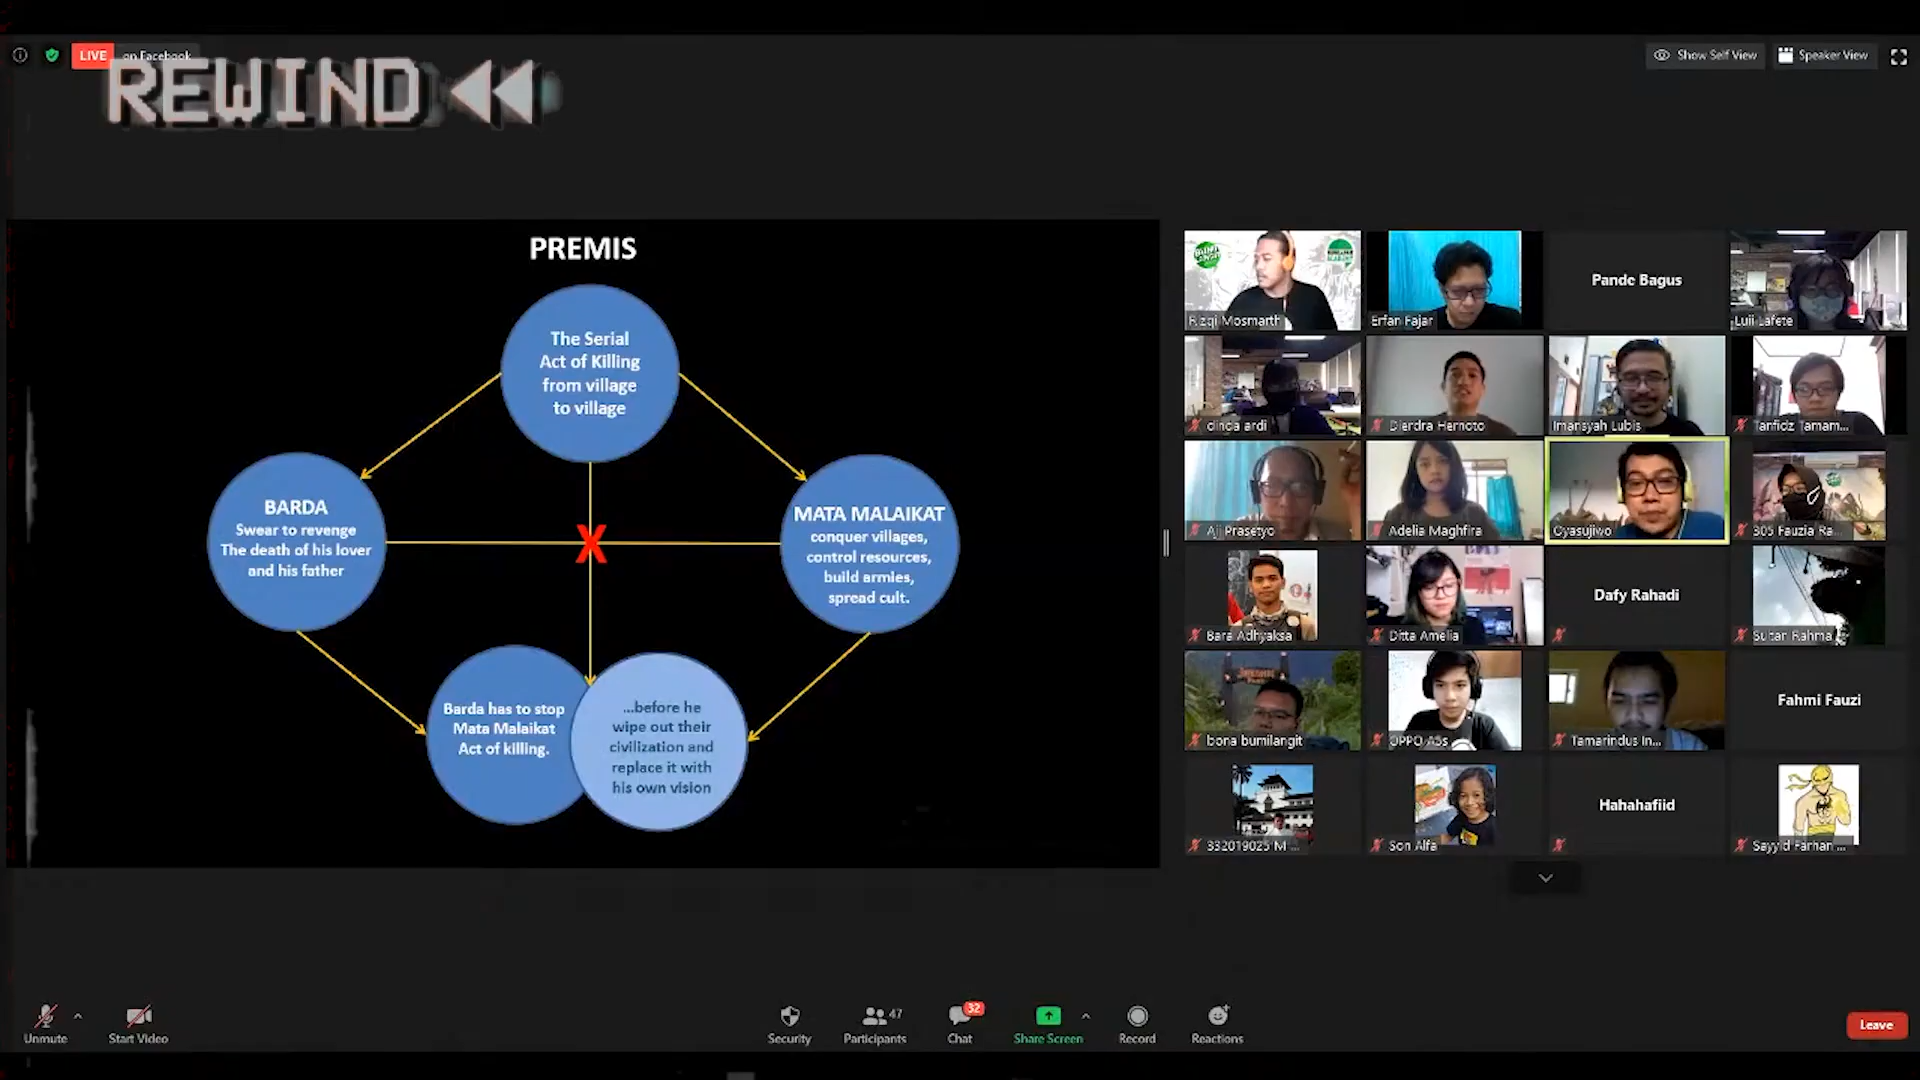 LIVE
on Facebook
REWIND
Show Self View
Speaker View
PREMIS
The Serial
Act of Killing
from village
to village
BARDA
Swear to revenge
The death of his lover
and his father
X
MATA MALAIKAT
conquer villages,
control resources,
build armies,
spread cult.
Barda has to stop
Mata Malaikat
Act of killing.
...before he
wipe out their
civilization and
replace it with
his own vision
Rizqi Mosmarth
Erfan Fajar
Pande Bagus
Luii Lafete
dinda ardi
Dierdra Hernoto
Imansyah Lubis
Tanfidz Tamam...
Aji Prasetyo
Adelia Maghfira
Oyasujiwo
305 Fauzia Ra...
Bara Adhyaksa
Ditta Amelia
Dafy Rahadi
Sultan Rahma...
bona bumilangit
OPPO A5s
Tamarindus In...
Fahmi Fauzi
332019025 M ...
Son Alfa
Hahahafiid
Sayyid Farhan ...
Unmute
Start Video
Security
47
Participants
32
Chat
Share Screen
Record
Reactions
Leave